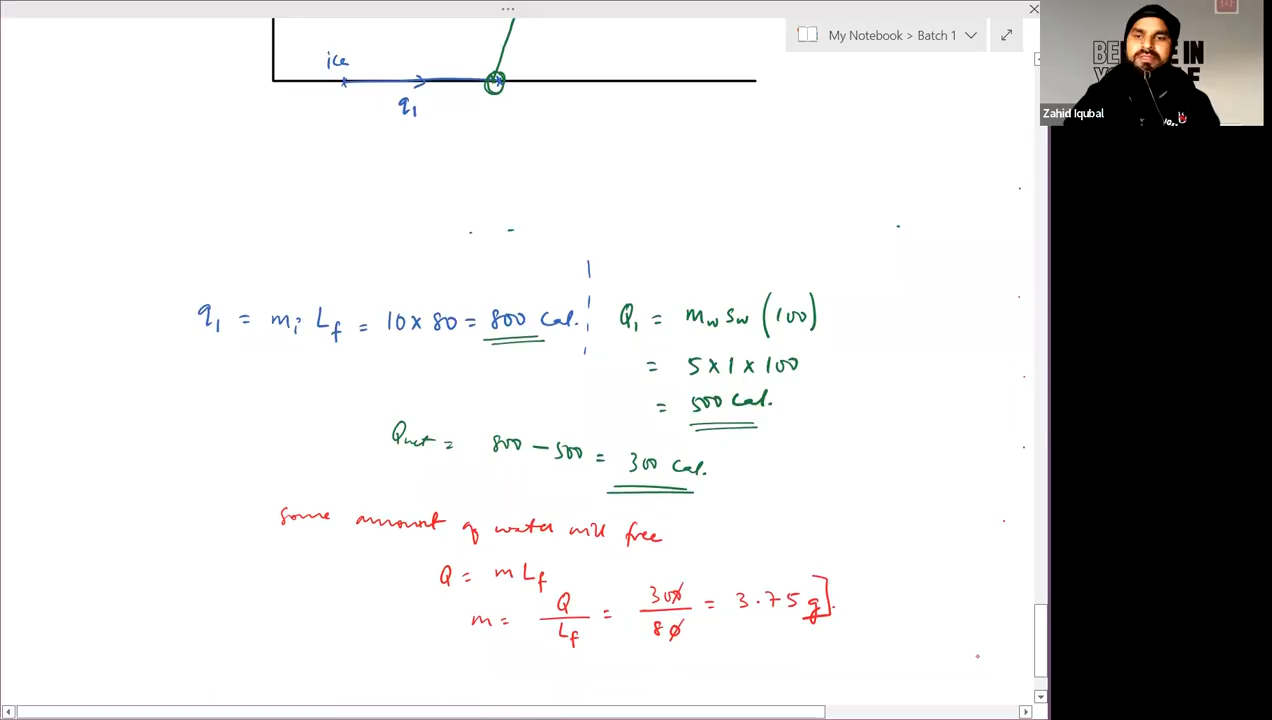 My Notebook > Batch 1
BE E IN
Y E
Zahid Iqubal
ice
q1
q1 = mi Lf = 10 x 80 = 800 Cal.
Q1 = mw sw (100)
= 5 x 1 x 100
= 500 Cal.
Qnet = 800 - 500 = 300 Cal.
some amount of water will free
Q = m Lf
m = Q / Lf = 300 / 80 = 3.75 g].